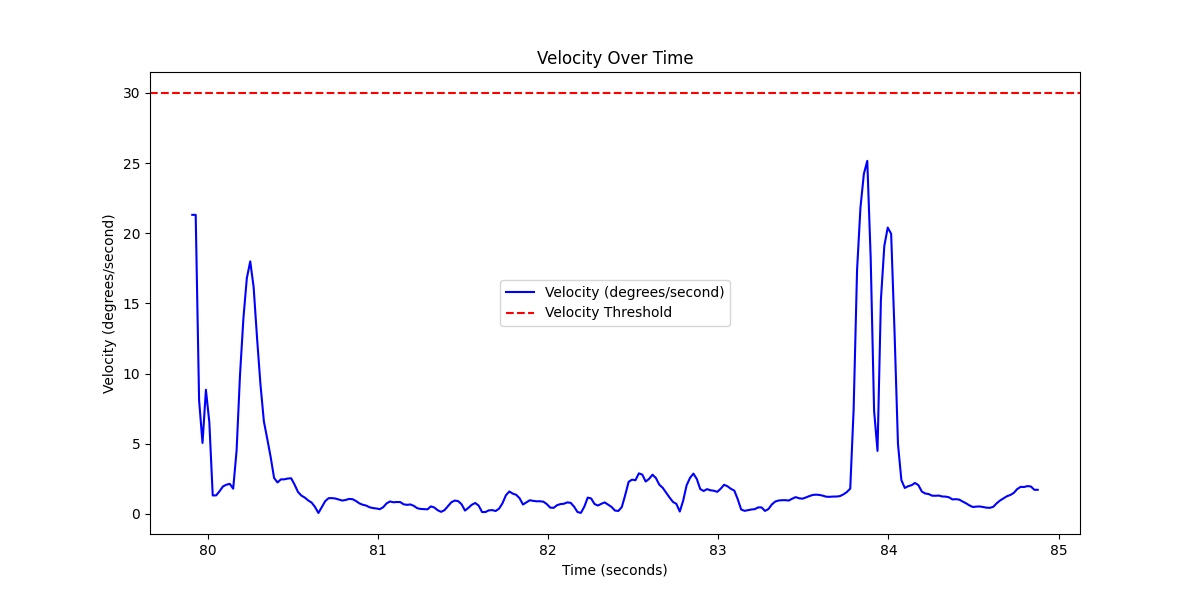 Velocity Over Time
Velocity (degrees/second)
30
25
20
15
10
5
0
Velocity (degrees/second)
Velocity Threshold
80
81
82
83
84
85
Time (seconds)